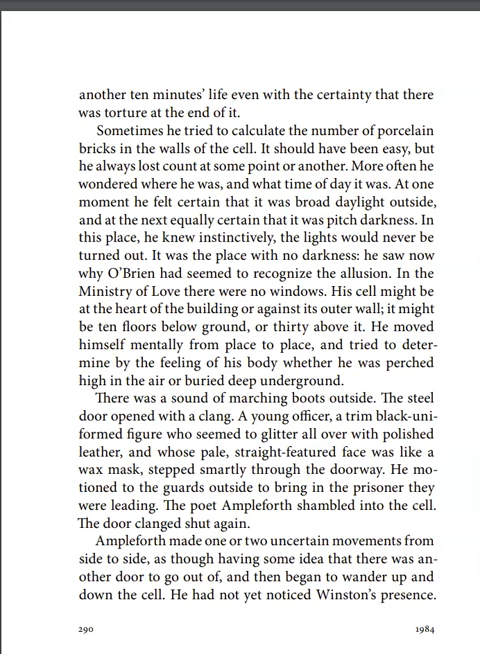 another ten minutes’ life even with the certainty that there
was torture at the end of it.
Sometimes he tried to calculate the number of porcelain
bricks in the walls of the cell. It should have been easy, but
he always lost count at some point or another. More often he
wondered where he was, and what time of day it was. At one
moment he felt certain that it was broad daylight outside,
and at the next equally certain that it was pitch darkness. In
this place, he knew instinctively, the lights would never be
turned out. It was the place with no darkness: he saw now
why O’Brien had seemed to recognize the allusion. In the
Ministry of Love there were no windows. His cell might be
at the heart of the building or against its outer wall; it might
be ten floors below ground, or thirty above it. He moved
himself mentally from place to place, and tried to deter-
mine by the feeling of his body whether he was perched
high in the air or buried deep underground.
There was a sound of marching boots outside. The steel
door opened with a clang. A young officer, a trim black-uni-
formed figure who seemed to glitter all over with polished
leather, and whose pale, straight-featured face was like a
wax mask, stepped smartly through the doorway. He mo-
tioned to the guards outside to bring in the prisoner they
were leading. The poet Ampleforth shambled into the cell.
The door clanged shut again.
Ampleforth made one or two uncertain movements from
side to side, as though having some idea that there was an-
other door to go out of, and then began to wander up and
down the cell. He had not yet noticed Winston’s presence.
290 1984